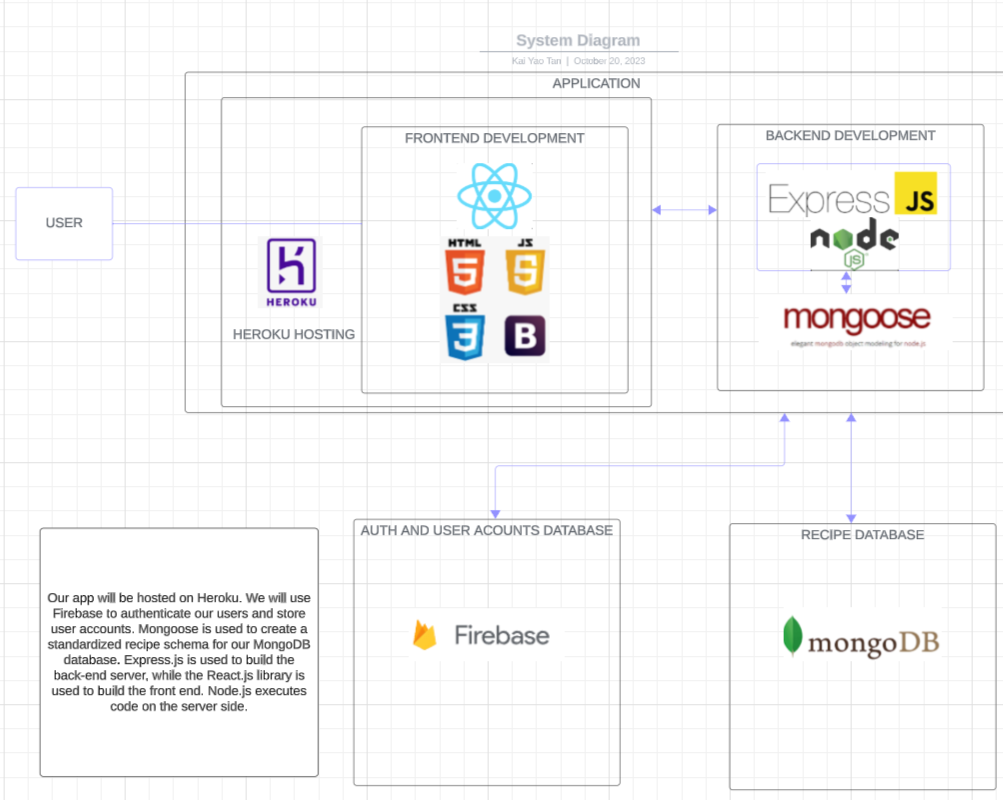 System Diagram
Kai Yao Tan | October 20, 2023
APPLICATION
FRONTEND DEVELOPMENT
BACKEND DEVELOPMENT
USER
HTML
5
JS
5
CSS
3
B
HEROKU
HEROKU HOSTING
Express JS
node
JS
mongoose
elegant mongodb object modeling for node.js
AUTH AND USER ACOUNTS DATABASE
Firebase
RECIPE DATABASE
mongoDB
Our app will be hosted on Heroku. We will use
Firebase to authenticate our users and store
user accounts. Mongoose is used to create a
standardized recipe schema for our MongoDB
database. Express.js is used to build the
back-end server, while the React.js library is
used to build the front end. Node.js executes
code on the server side.